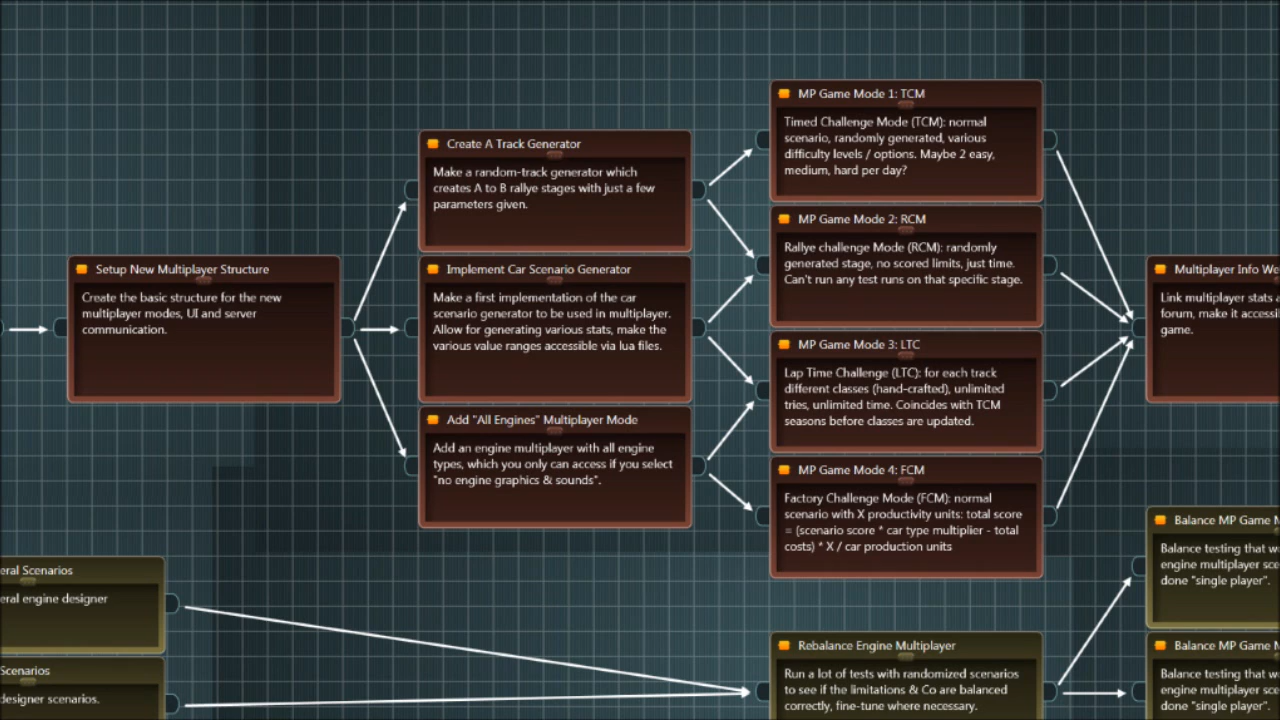 MP Game Mode 1: TCM
Timed Challenge Mode (TCM): normal
scenario, randomly generated, various
difficulty levels / options. Maybe 2 easy,
medium, hard per day?
Create A Track Generator
Make a random-track generator which
creates A to B rallye stages with just a few
parameters given.
MP Game Mode 2: RCM
Rallye challenge Mode (RCM): randomly
generated stage, no scored limits, just time.
Can't run any test runs on that specific stage.
Setup New Multiplayer Structure
Create the basic structure for the new
multiplayer modes, UI and server
communication.
Implement Car Scenario Generator
Make a first implementation of the car
scenario generator to be used in multiplayer.
Allow for generating various stats, make the
various value ranges accessible via lua files.
Multiplayer Info We
Link multiplayer stats a
forum, make it accessi
game.
MP Game Mode 3: LTC
Lap Time Challenge (LTC): for each track
different classes (hand-crafted), unlimited
tries, unlimited time. Coincides with TCM
seasons before classes are updated.
Add "All Engines" Multiplayer Mode
Add an engine multiplayer with all engine
types, which you only can access if you select
"no engine graphics & sounds".
MP Game Mode 4: FCM
Factory Challenge Mode (FCM): normal
scenario with X productivity units: total score
= (scenario score * car type multiplier - total
costs) * X / car production units
Balance MP Game M
Balance testing that w
engine multiplayer sce
done "single player".
eral Scenarios
eral engine designer
Scenarios
designer scenarios.
Rebalance Engine Multiplayer
Run a lot of tests with randomized scenarios
to see if the limitations & Co are balanced
correctly, fine-tune where necessary.
Balance MP Game M
Balance testing that w
engine multiplayer sce
done "single player".